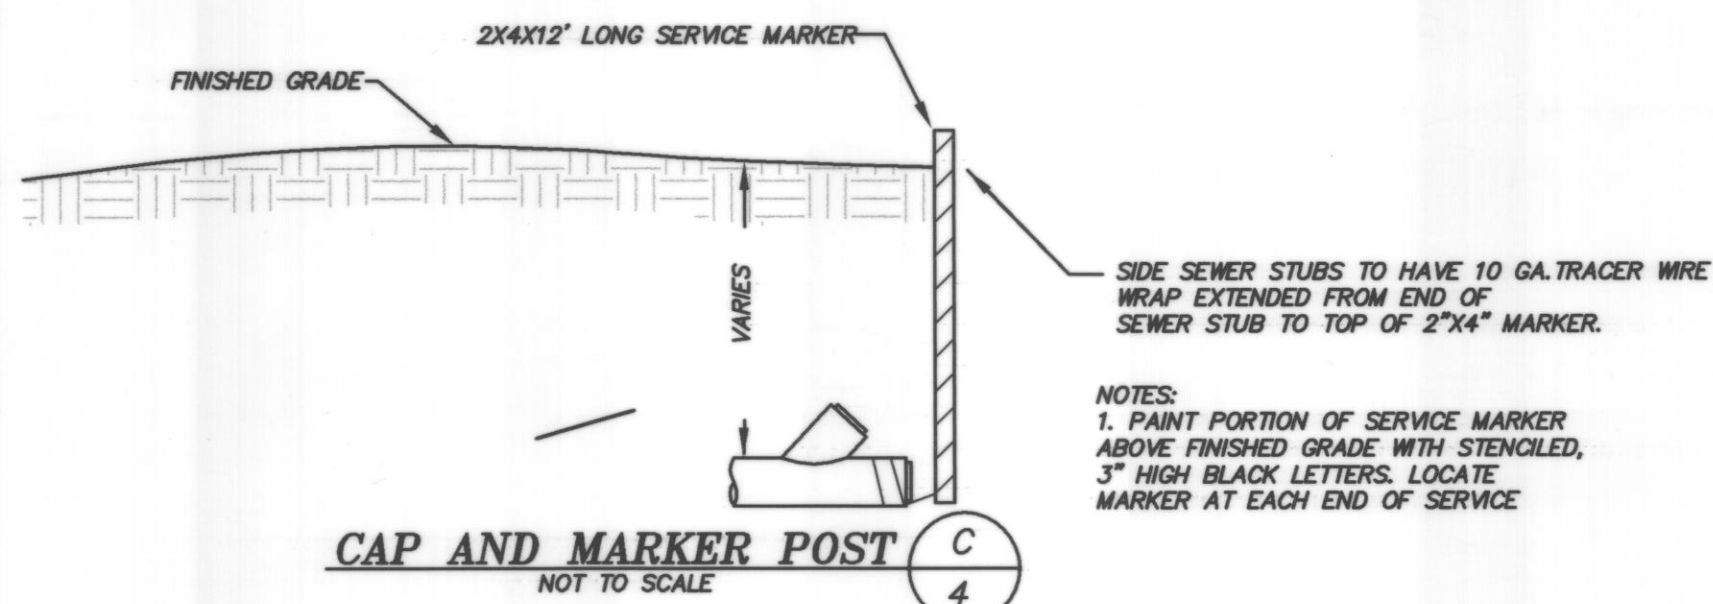 2X4X12' LONG SERVICE MARKER
FINISHED GRADE
VARIES
SIDE SEWER STUBS TO HAVE 10 GA.TRACER WIRE
WRAP EXTENDED FROM END OF
SEWER STUB TO TOP OF 2"X4" MARKER.
NOTES:
1. PAINT PORTION OF SERVICE MARKER
ABOVE FINISHED GRADE WITH STENCILED,
3" HIGH BLACK LETTERS. LOCATE
MARKER AT EACH END OF SERVICE
CAP AND MARKER POST
NOT TO SCALE
C
4